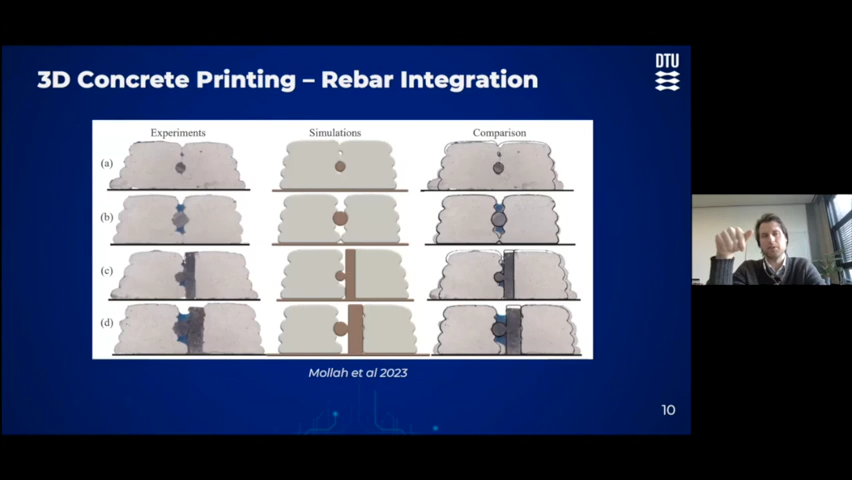 3D Concrete Printing – Rebar Integration
DTU
Experiments Simulations Comparison
(a)
(b)
(c)
(d)
Mollah et al 2023
10